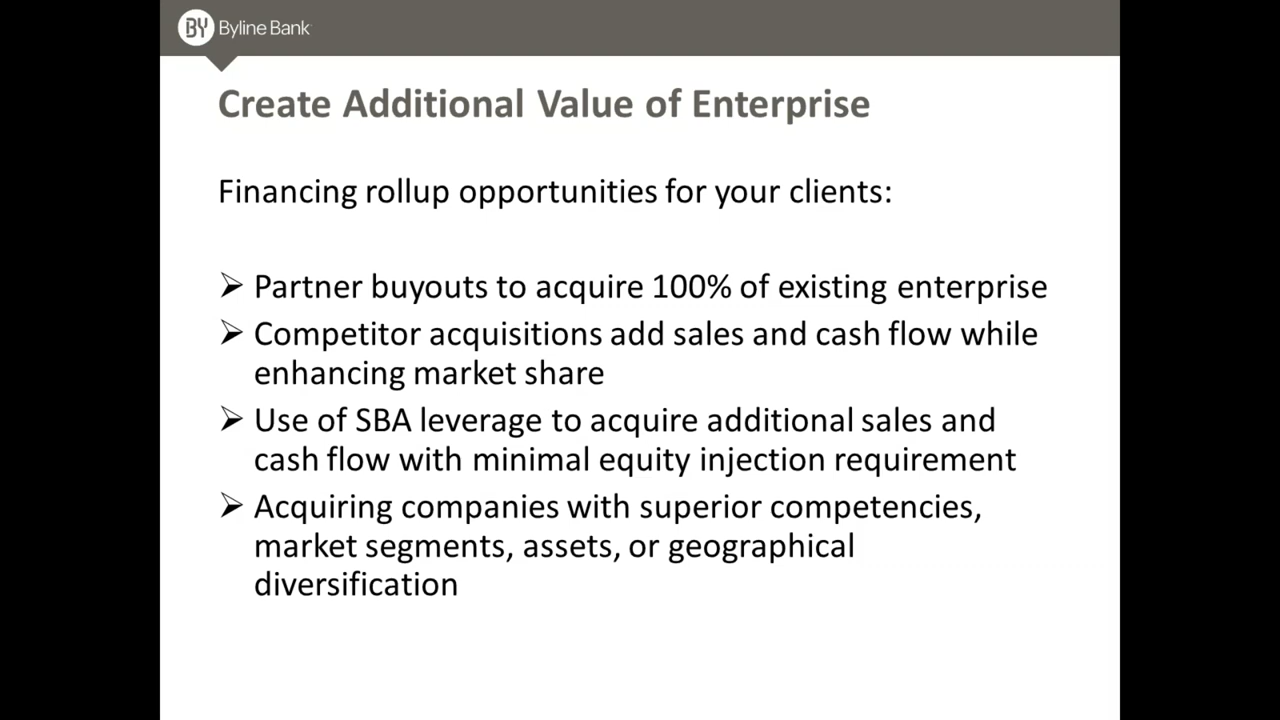 BY Byline Bank
Create Additional Value of Enterprise
Financing rollup opportunities for your clients:
➢ Partner buyouts to acquire 100% of existing enterprise
➢ Competitor acquisitions add sales and cash flow while
enhancing market share
➢ Use of SBA leverage to acquire additional sales and
cash flow with minimal equity injection requirement
➢ Acquiring companies with superior competencies,
market segments, assets, or geographical
diversification